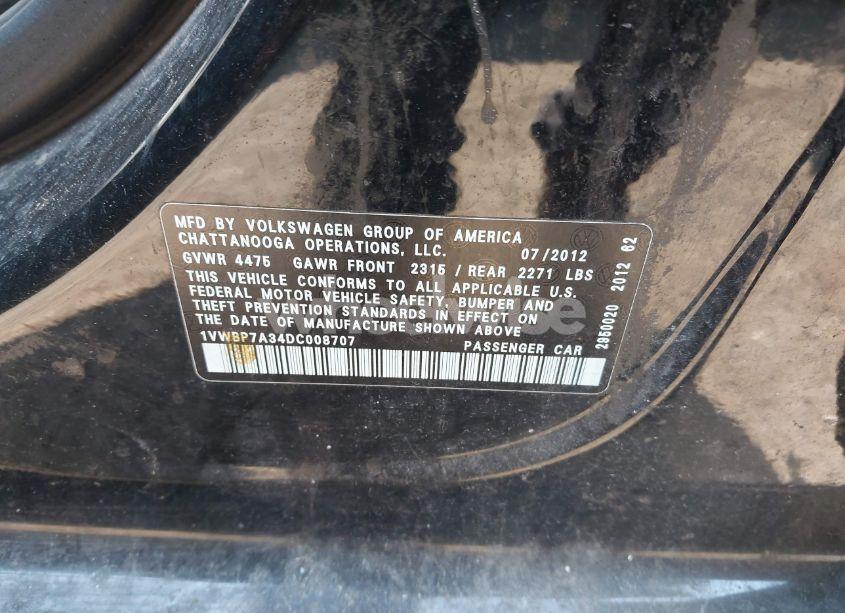 MFD BY VOLKSWAGEN GROUP OF AMERICA
CHATTANOOGA OPERATIONS, LLC. 07/2012
GVWR 4475 GAWR FRONT 2315 / REAR 2271 LBS
THIS VEHICLE CONFORMS TO ALL APPLICABLE U.S.
FEDERAL MOTOR VEHICLE SAFETY, BUMPER AND
THEFT PREVENTION STANDARDS IN EFFECT ON
THE DATE OF MANUFACTURE SHOWN ABOVE.
1VWBP7A34DC008707 PASSENGER CAR
2950020 2012 62